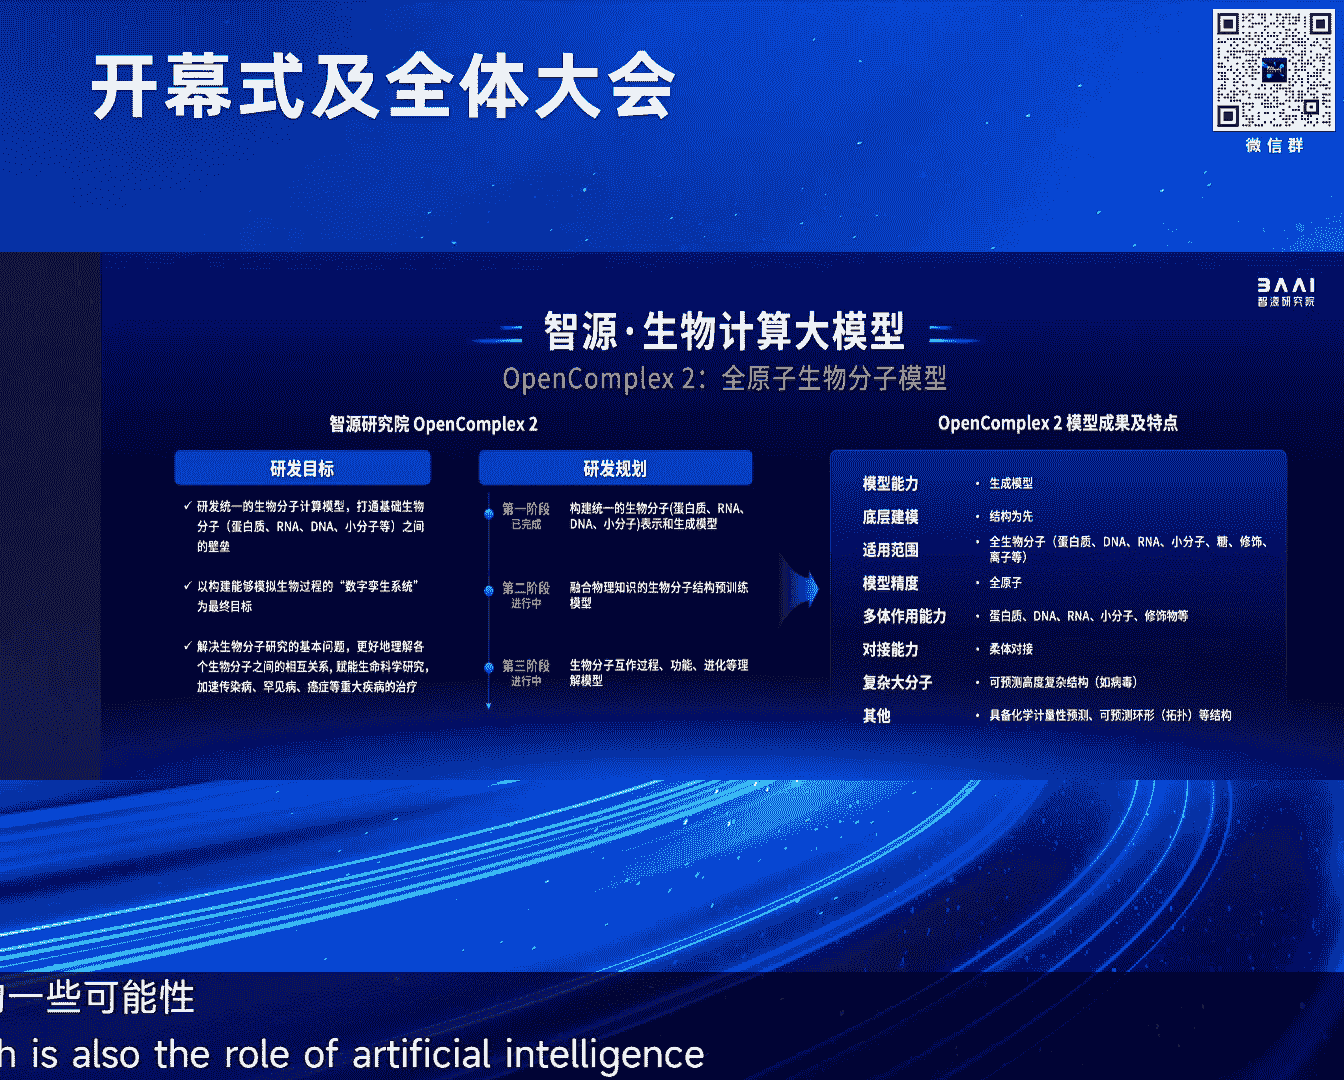 开幕式及全体大会
微信群
BAAI
智源研究院
智源·生物计算大模型
OpenComplex 2：全原子生物分子模型
智源研究院 OpenComplex 2
研发目标
✓ 研发统一的生物分子计算模型，打通基础生物
分子（蛋白质、RNA、DNA、小分子等）之间
的壁垒
✓ 以构建能够模拟生物过程的“数字孪生系统”
为最终目标
✓ 解决生物分子研究的基本问题，更好地理解各
个生物分子之间的相互关系, 赋能生命科学研究，
加速传染病、罕见病、癌症等重大疾病的治疗
研发规划
第一阶段
已完成
构建统一的生物分子(蛋白质、RNA、
DNA、小分子)表示和生成模型
第二阶段
进行中
融合物理知识的生物分子结构预训练
模型
第三阶段
进行中
生物分子互作过程、功能、进化等理
解模型
OpenComplex 2 模型成果及特点
模型能力 • 生成模型
底层建模 • 结构为先
适用范围 • 全生物分子（蛋白质、DNA、RNA、小分子、糖、修饰、
离子等）
模型精度 • 全原子
多体作用能力 • 蛋白质、DNA、RNA、小分子、修饰物等
对接能力 • 柔体对接
复杂大分子 • 可预测高度复杂结构（如病毒）
其他 • 具备化学计量性预测、可预测环形（拓扑）等结构
一些可能性
h is also the role of artificial intelligence